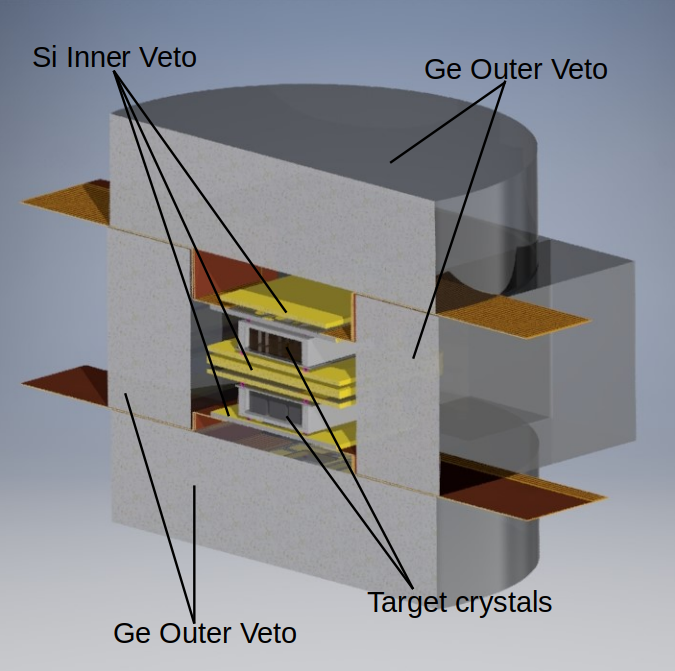 Si Inner Veto
Ge Outer Veto
Target crystals
Ge Outer Veto